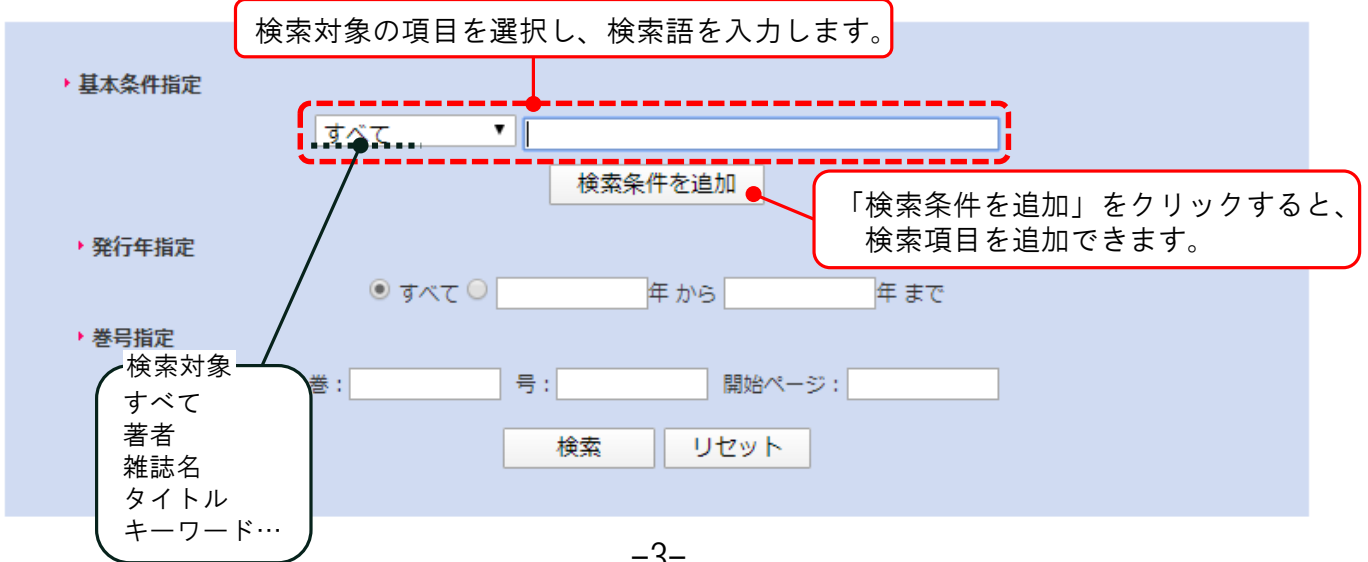 検索対象の項目を選択し、検索語を入力します。
基本条件指定
すべて
検索条件を追加
「検索条件を追加」をクリックすると、
検索項目を追加できます。
発行年指定
すべて 年 から 年 まで
巻号指定
巻： 号： 開始ページ：
検索対象
すべて
著者
雑誌名
タイトル
キーワード…
検索 リセット
−3−